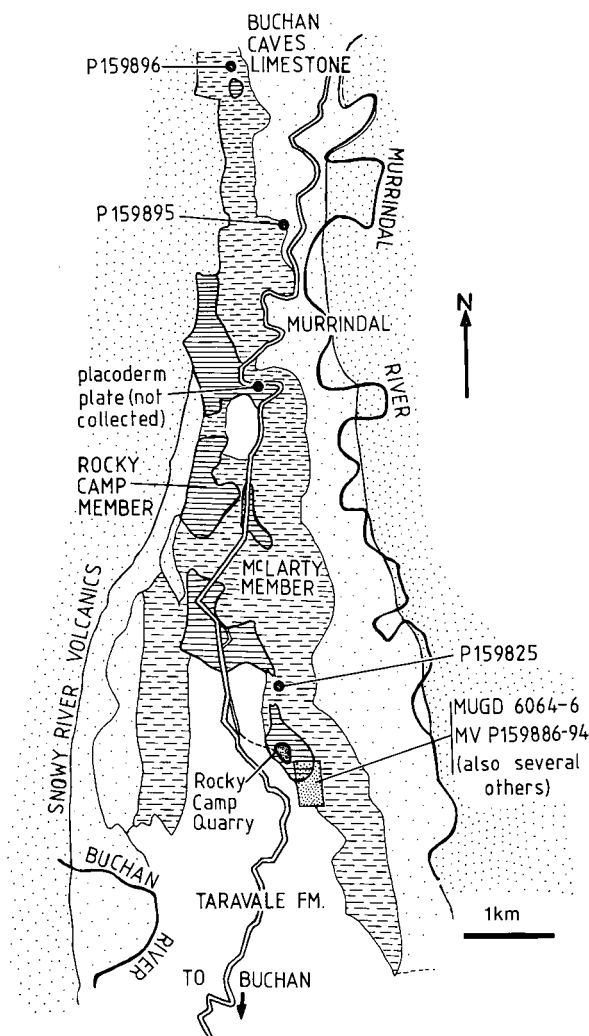 BUCHAN
CAVES
LIMESTONE
P159896
MURRINDAL
RIVER
P159895
N
MURRINDAL
placoderm
plate (not
collected)
ROCKY
CAMP
MEMBER
McLARTY
MEMBER
SNOWY RIVER VOLCANICS
P159825
MUGD 6064-6
MV P159886-94
(also several
others)
Rocky
Camp
Quarry
BUCHAN
RIVER
TARAVALE FM.
1km
TO BUCHAN